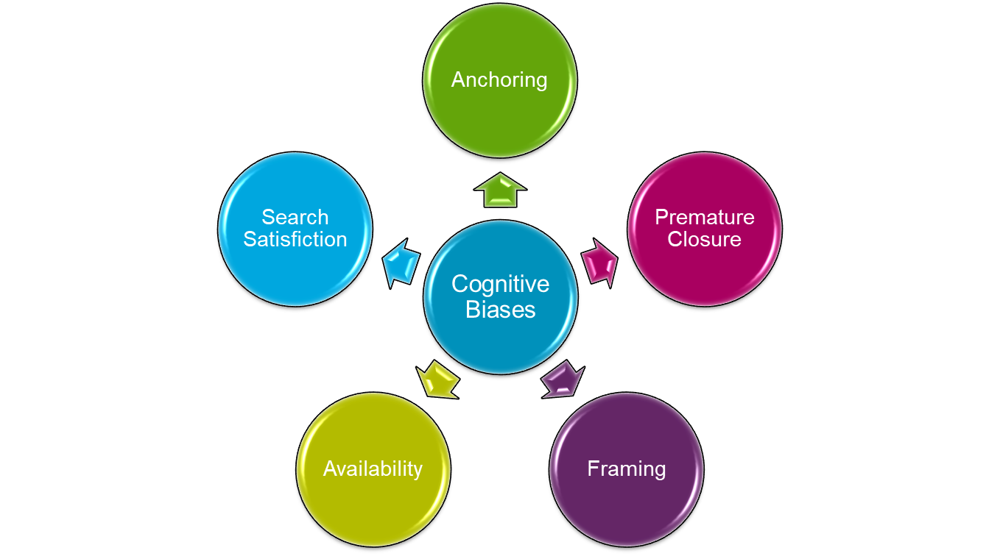 Anchoring
Search
Satisfiction
Premature
Closure
Cognitive
Biases
Availability
Framing